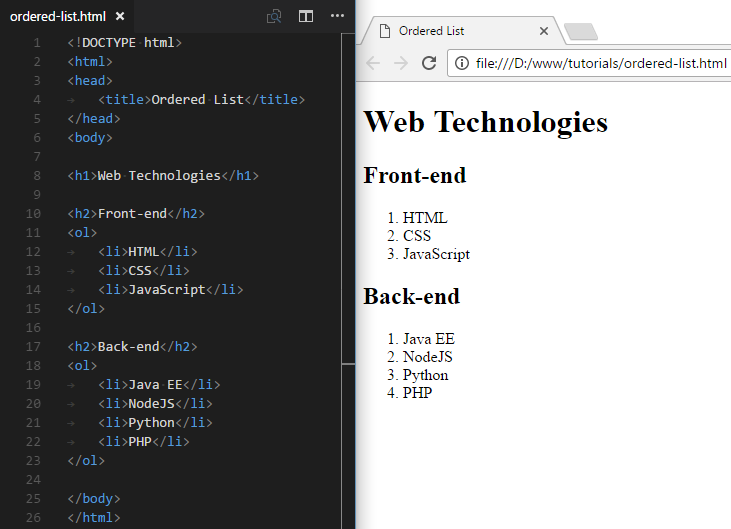 ordered-list.html
1 <!DOCTYPE html>
2 <html>
3 <head>
4     <title>Ordered List</title>
5 </head>
6 <body>
7
8 <h1>Web Technologies</h1>
9
10 <h2>Front-end</h2>
11 <ol>
12     <li>HTML</li>
13     <li>CSS</li>
14     <li>JavaScript</li>
15 </ol>
16
17 <h2>Back-end</h2>
18 <ol>
19     <li>Java EE</li>
20     <li>NodeJS</li>
21     <li>Python</li>
22     <li>PHP</li>
23 </ol>
24
25 </body>
26 </html>
Ordered List
file:///D:/www/tutorials/ordered-list.html
Web Technologies
Front-end
1. HTML
2. CSS
3. JavaScript
Back-end
1. Java EE
2. NodeJS
3. Python
4. PHP